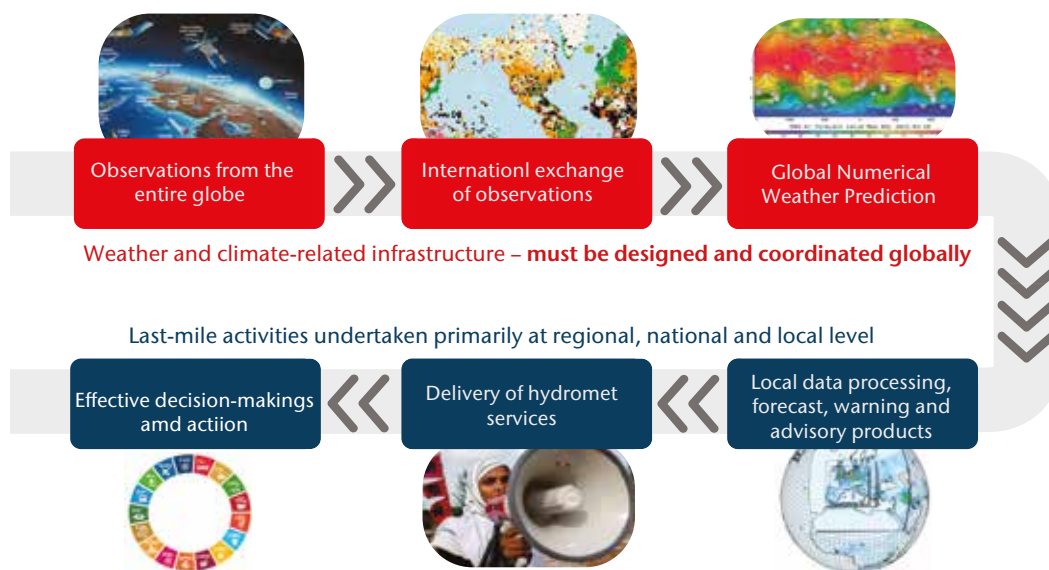 Observations from the
entire globe
Internationl exchange
of observations
Global Numerical
Weather Prediction
Weather and climate-related infrastructure – must be designed and coordinated globally
Last-mile activities undertaken primarily at regional, national and local level
Effective decision-makings
amd actiion
Delivery of hydromet
services
Local data processing,
forecast, warning and
advisory products